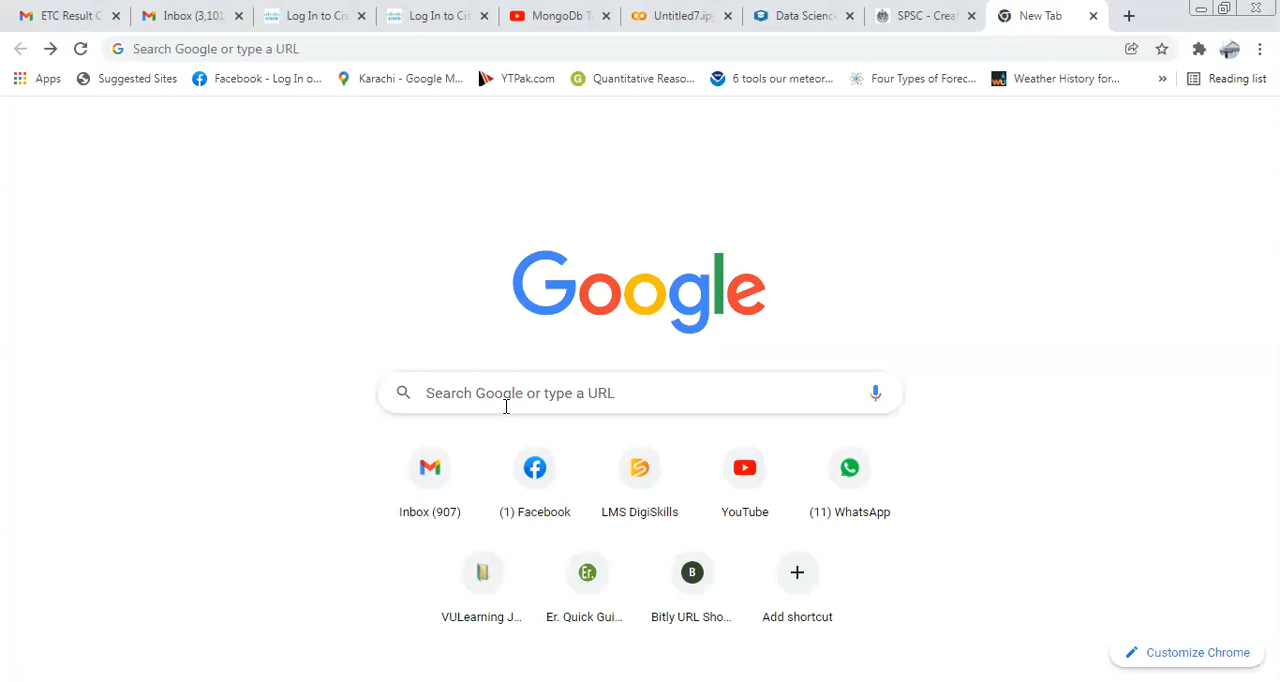 ETC Result C Inbox (3,101 Log In to Cis Log In to Cis MongoDb T Untitled7.ip Data Science SPSC - Crea New Tab
Search Google or type a URL
Apps Suggested Sites Facebook - Log In o... Karachi - Google M... YTPak.com Quantitative Reaso... 6 tools our meteor... Four Types of Forec... Weather History for... » Reading list
Google
Search Google or type a URL
Inbox (907) (1) Facebook LMS DigiSkills YouTube (11) WhatsApp
Er. B
VULearning J... Er. Quick Gui... Bitly URL Sho... Add shortcut
Customize Chrome